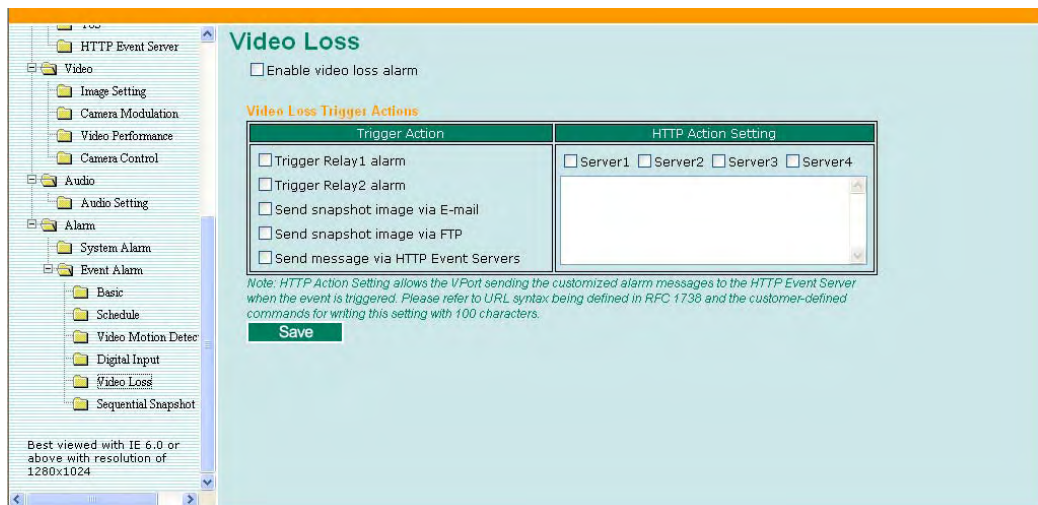 HTTP Event Server
Video
Image Setting
Camera Modulation
Video Performance
Camera Control
Audio
Audio Setting
Alarm
System Alarm
Event Alarm
Basic
Schedule
Video Motion Detec
Digital Input
Video Loss
Sequential Snapshot
Best viewed with IE 6.0 or
above with resolution of
1280x1024
Video Loss
Enable video loss alarm
Video Loss Trigger Actions
Trigger Action
HTTP Action Setting
Trigger Relay1 alarm
Trigger Relay2 alarm
Send snapshot image via E-mail
Send snapshot image via FTP
Send message via HTTP Event Servers
Server1 Server2 Server3 Server4
Note: HTTP Action Setting allows the VPort sending the customized alarm messages to the HTTP Event Server
when the event is triggered. Please refer to URL syntax being defined in RFC 1738 and the customer-defined
commands for writing this setting with 100 characters.
Save